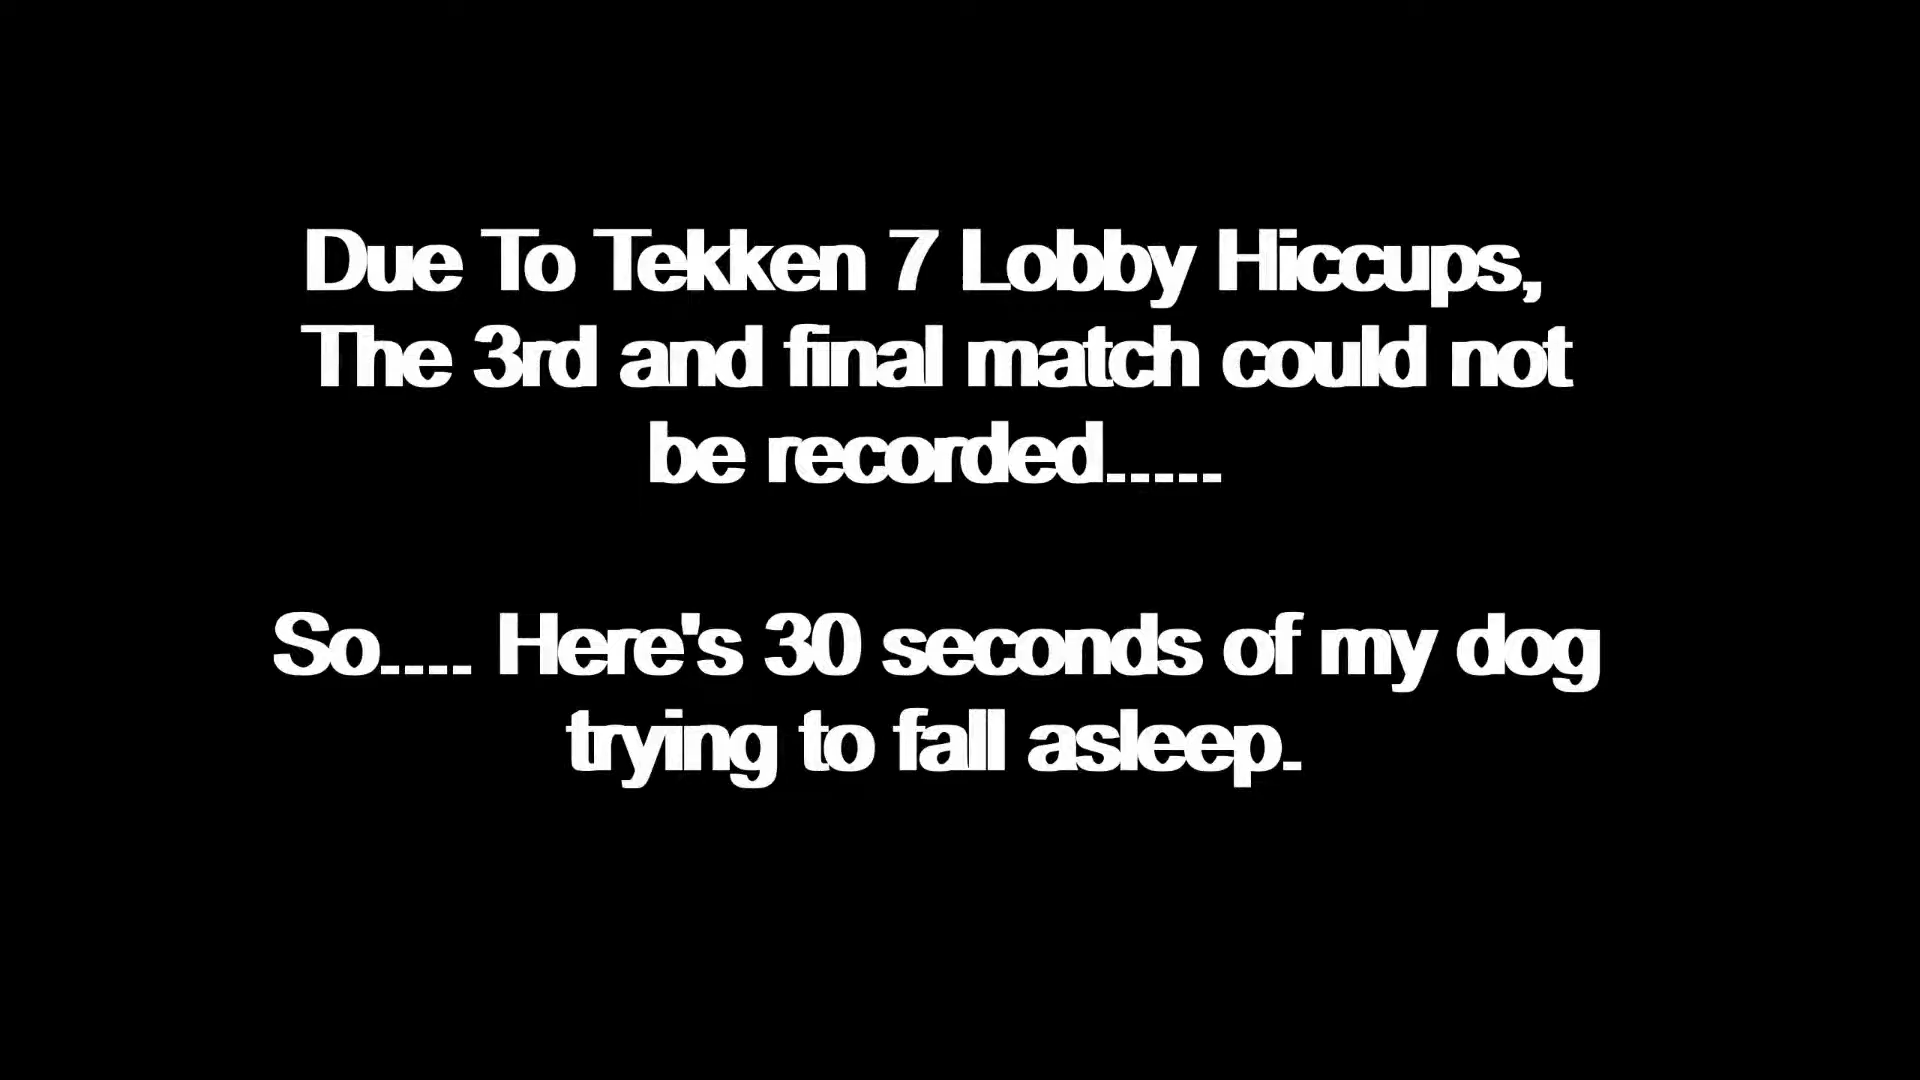 Due To Tekken 7 Lobby Hiccups,
The 3rd and final match could not
be recorded.....
So.... Here's 30 seconds of my dog
trying to fall asleep.